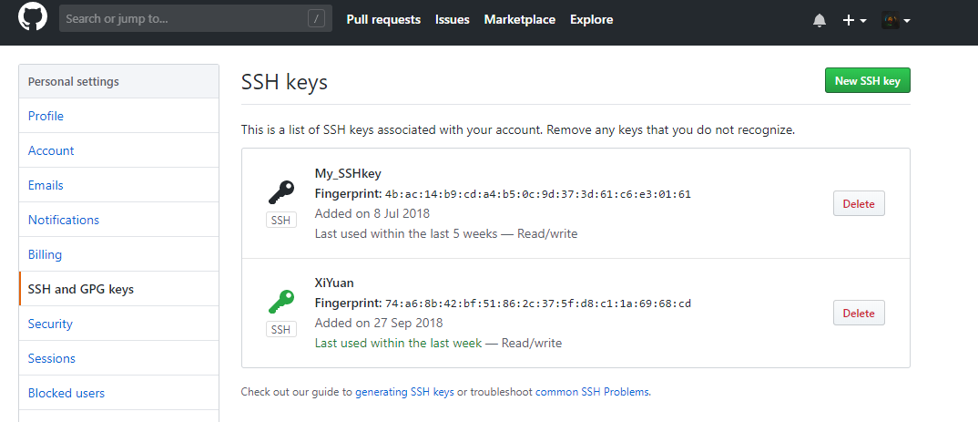 Search or jump to...
/
Pull requests
Issues
Marketplace
Explore
Personal settings
Profile
Account
Emails
Notifications
Billing
SSH and GPG keys
Security
Sessions
Blocked users
SSH keys
New SSH key
This is a list of SSH keys associated with your account. Remove any keys that you do not recognize.
My_SSHkey
Fingerprint: 4b:ac:14:b9:cd:a4:b5:0c:9d:37:3d:61:c6:e3:01:61
SSH
Added on 8 Jul 2018
Last used within the last 5 weeks — Read/write
Delete
XiYuan
Fingerprint: 74:a6:8b:42:bf:51:86:2c:37:5f:d8:c1:1a:69:68:cd
SSH
Added on 27 Sep 2018
Last used within the last week — Read/write
Delete
Check out our guide to generating SSH keys or troubleshoot common SSH Problems.